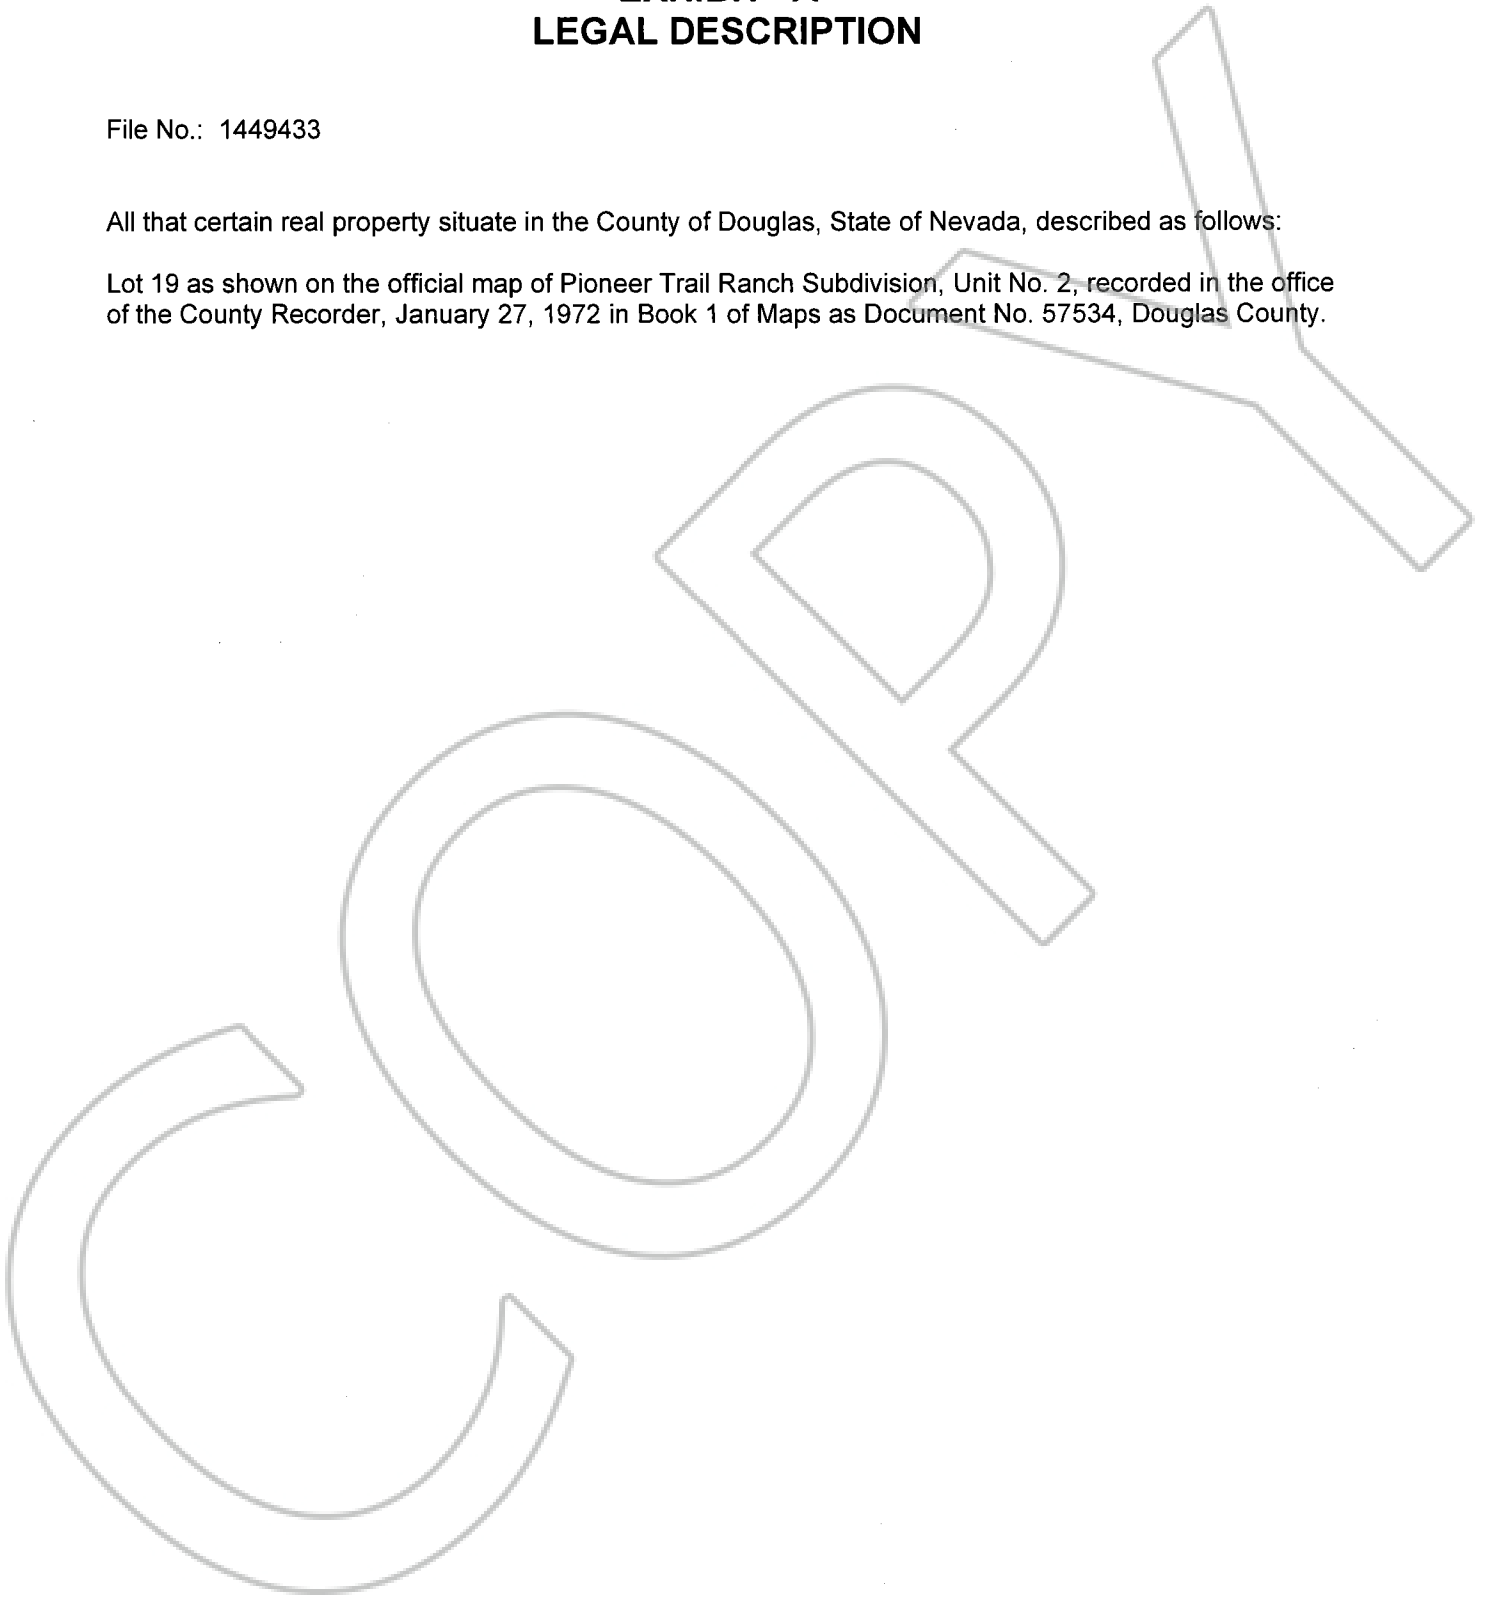 LEGAL DESCRIPTION
File No.: 1449433
All that certain real property situate in the County of Douglas, State of Nevada, described as follows:
Lot 19 as shown on the official map of Pioneer Trail Ranch Subdivision, Unit No. 2, recorded in the office
of the County Recorder, January 27, 1972 in Book 1 of Maps as Document No. 57534, Douglas County.
COPY